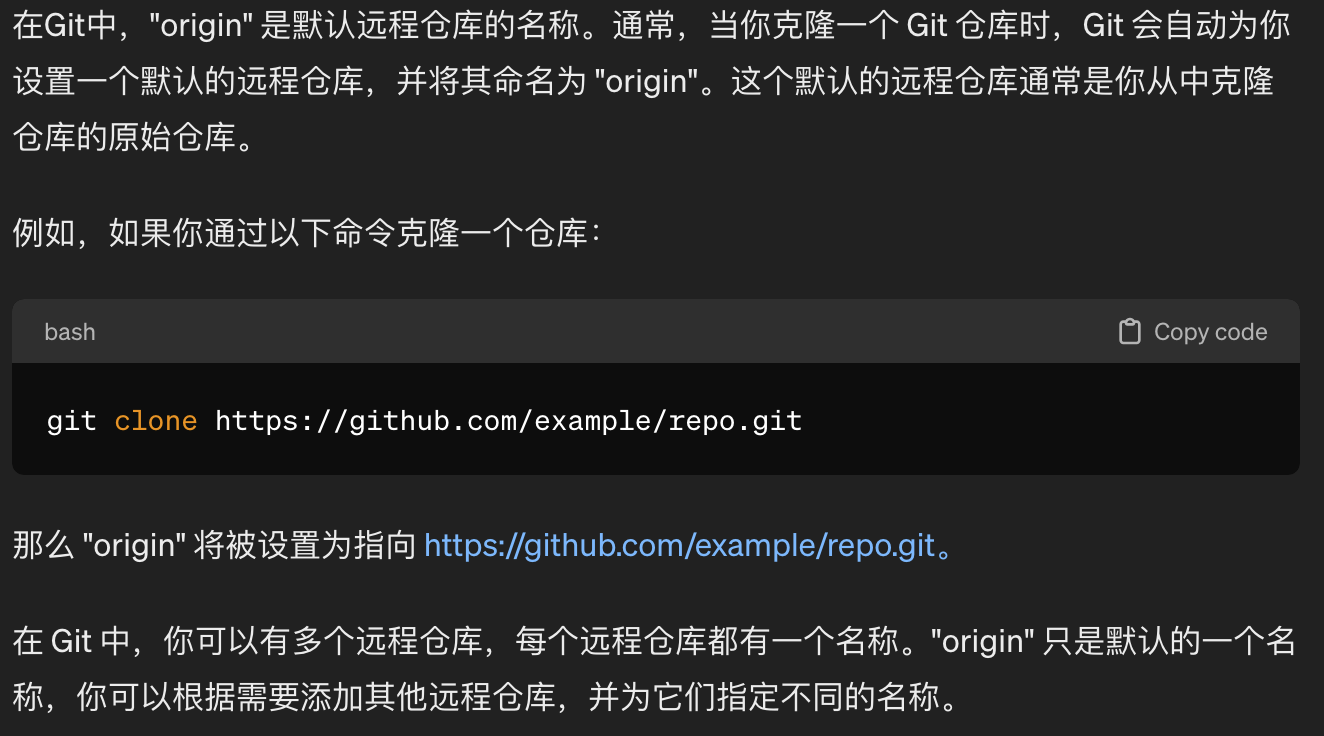 在Git中，"origin" 是默认远程仓库的名称。通常，当你克隆一个 Git 仓库时，Git 会自动为你
设置一个默认的远程仓库，并将其命名为 "origin"。这个默认的远程仓库通常是你从中克隆
仓库的原始仓库。
例如，如果你通过以下命令克隆一个仓库：
bash Copy code
git clone https://github.com/example/repo.git
那么 "origin" 将被设置为指向 https://github.com/example/repo.git。
在 Git 中，你可以有多个远程仓库，每个远程仓库都有一个名称。"origin" 只是默认的一个名
称，你可以根据需要添加其他远程仓库，并为它们指定不同的名称。